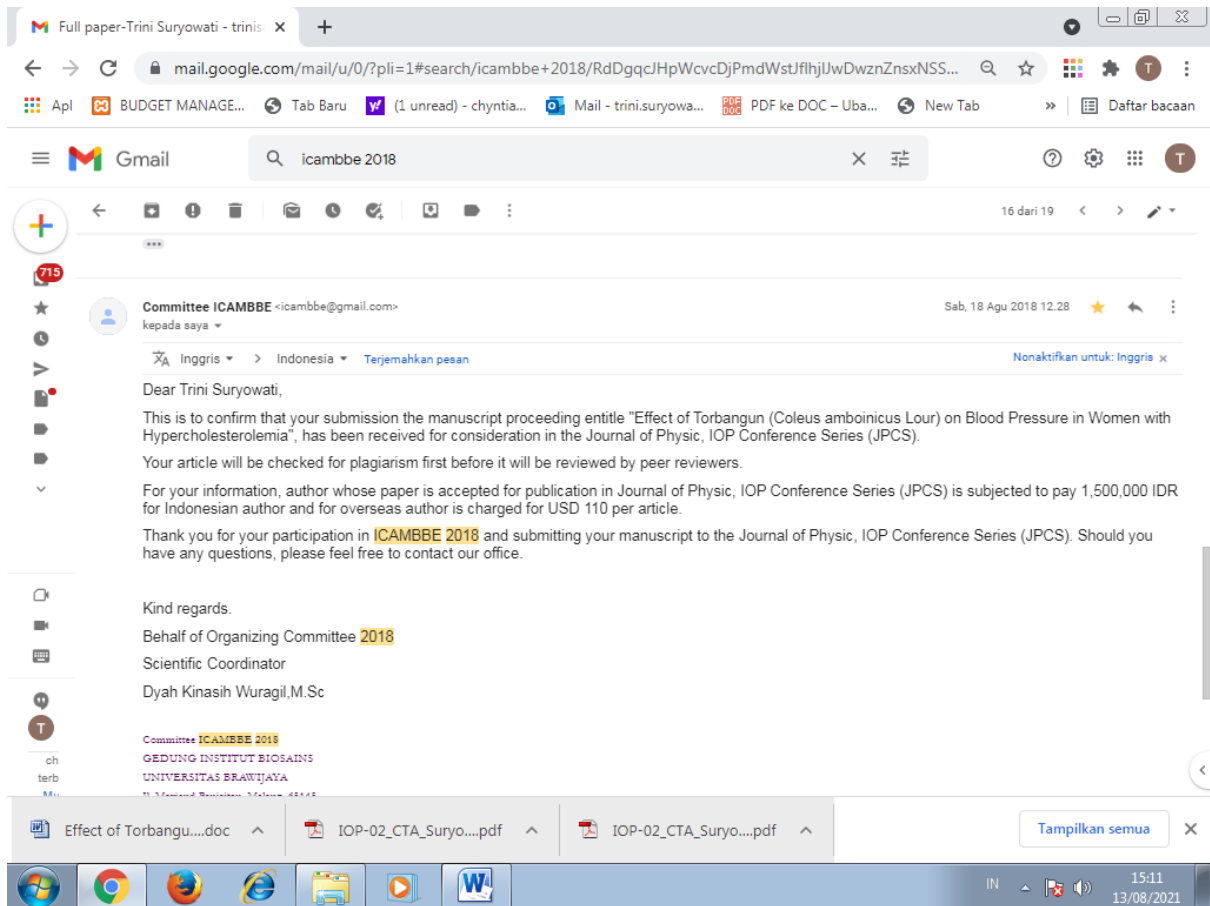 Full paper-Trini Suryowati - trinis
mail.google.com/mail/u/0/?pli=1#search/icambbe+2018/RdDgqcJHpWcvcDjPmdWstJflhjlJwDwznZnsxNSS...
T
Apl BUDGET MANAGE... Tab Baru (1 unread) - chyntia... Mail - trini.suryowa... PDF ke DOC – Uba... New Tab » Daftar bacaan
Gmail icambbe 2018 T
16 dari 19
715
Committee ICAMBBE <icambbe@gmail.com> Sab, 18 Agu 2018 12.28
kepada saya
Inggris > Indonesia Terjemahkan pesan Nonaktifkan untuk: Inggris x
Dear Trini Suryowati,
This is to confirm that your submission the manuscript proceeding entitle "Effect of Torbangun (Coleus amboinicus Lour) on Blood Pressure in Women with
Hypercholesterolemia", has been received for consideration in the Journal of Physic, IOP Conference Series (JPCS).
Your article will be checked for plagiarism first before it will be reviewed by peer reviewers.
For your information, author whose paper is accepted for publication in Journal of Physic, IOP Conference Series (JPCS) is subjected to pay 1,500,000 IDR
for Indonesian author and for overseas author is charged for USD 110 per article.
Thank you for your participation in ICAMBBE 2018 and submitting your manuscript to the Journal of Physic, IOP Conference Series (JPCS). Should you
have any questions, please feel free to contact our office.
Kind regards.
Behalf of Organizing Committee 2018
Scientific Coordinator
Dyah Kinasih Wuragil,M.Sc
T
ch
terb
Committee ICAMBBE 2018
GEDUNG INSTITUT BIOSAINS
UNIVERSITAS BRAWIJAYA
Effect of Torbangu....doc IOP-02_CTA_Suryo....pdf IOP-02_CTA_Suryo....pdf Tampilkan semua
IN 15:11
13/08/2021